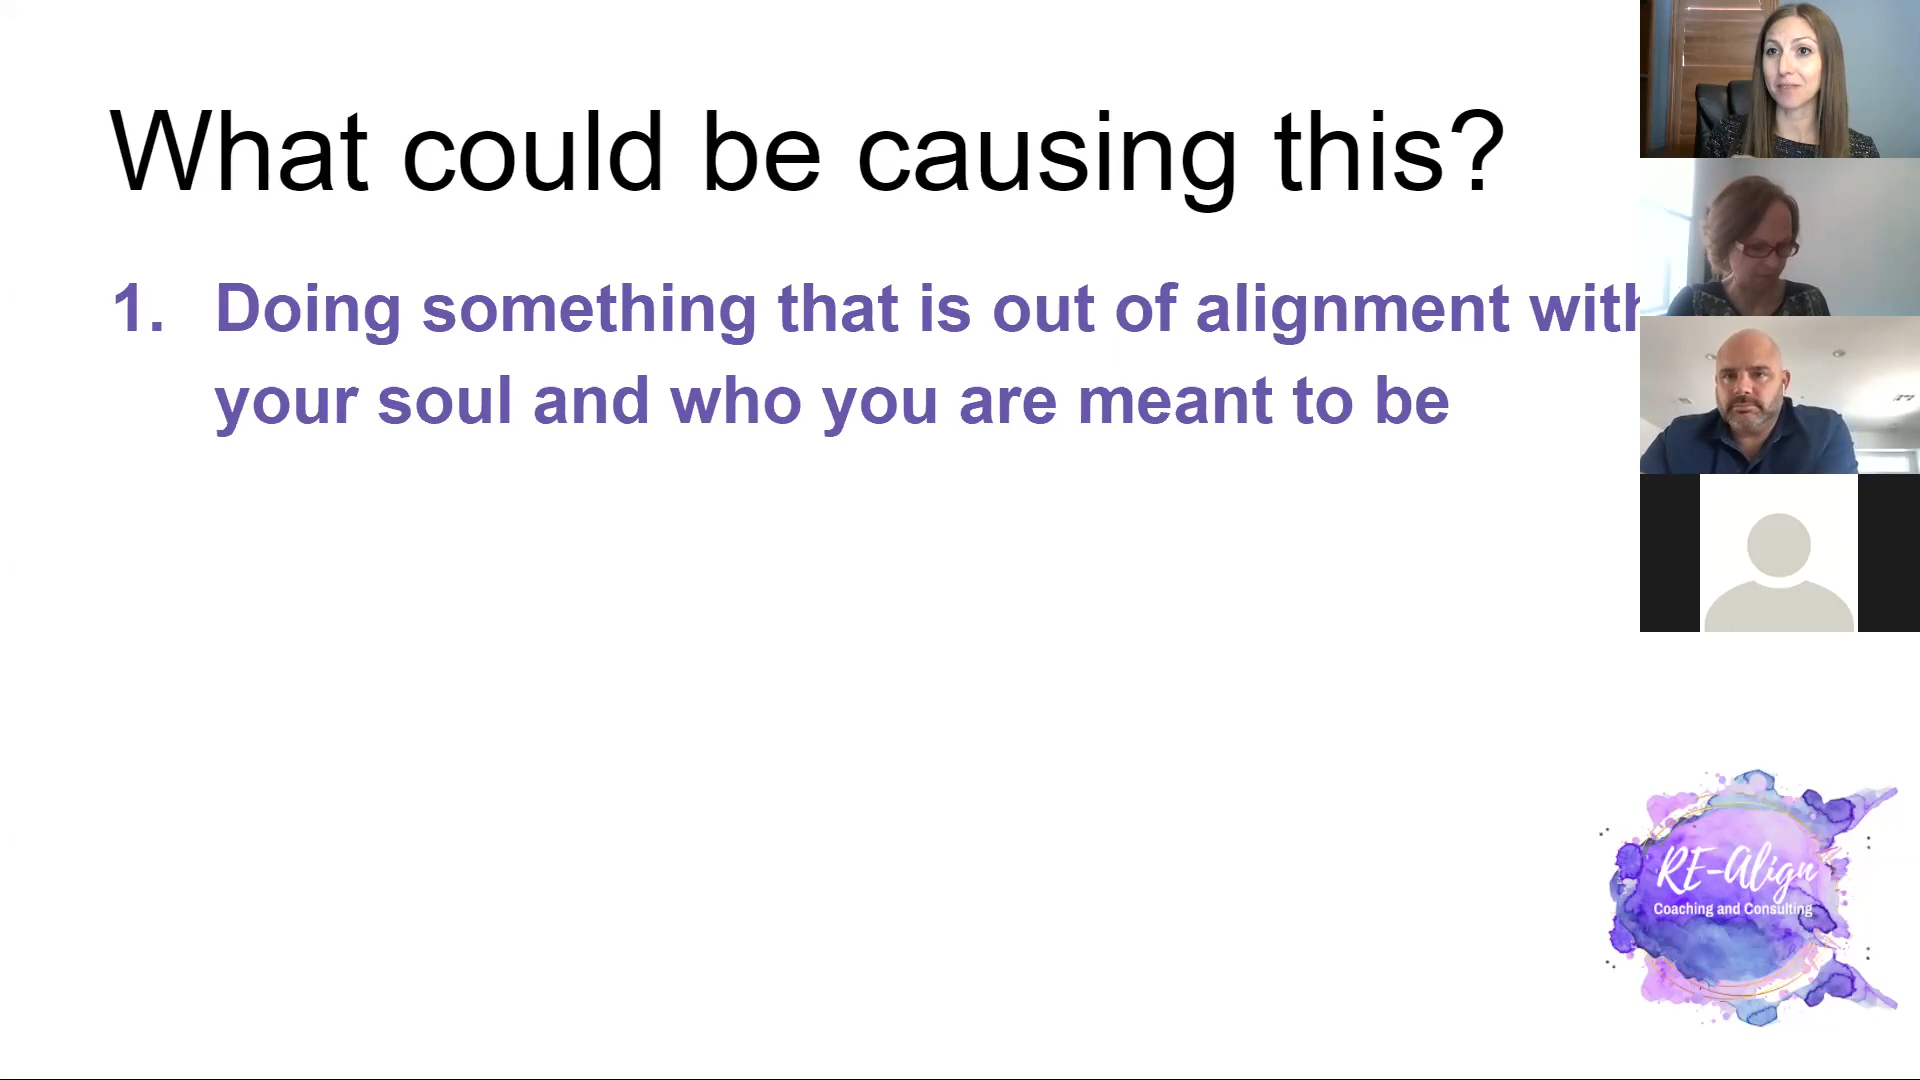 What could be causing this?
1. Doing something that is out of alignment with
your soul and who you are meant to be
RE-Align
Coaching and Consulting